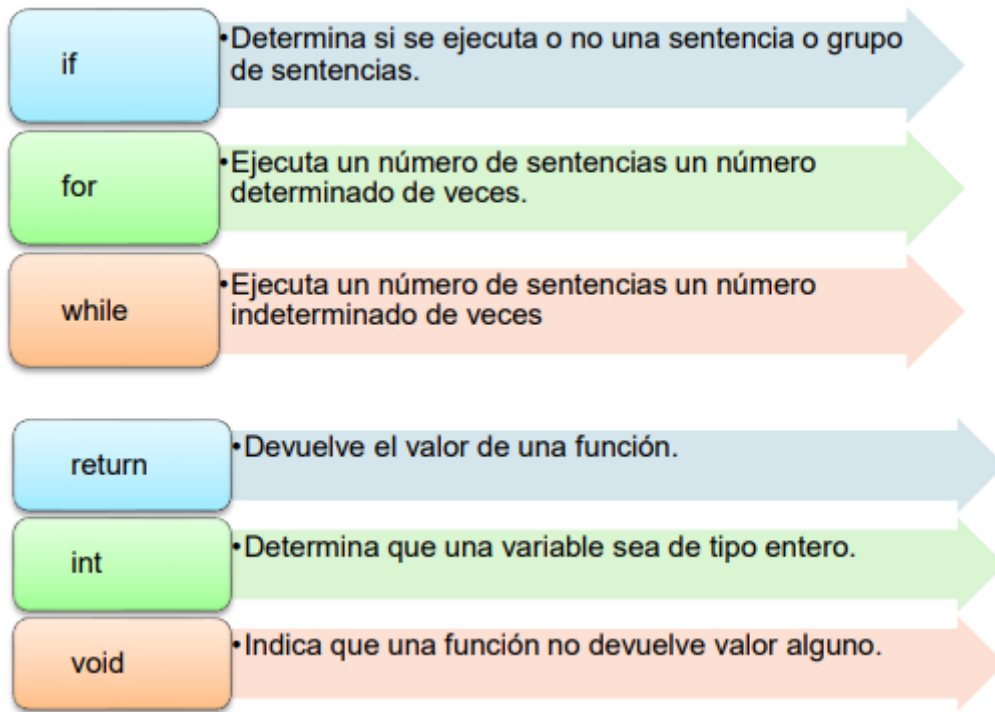 if
•Determina si se ejecuta o no una sentencia o grupo
de sentencias.
for
•Ejecuta un número de sentencias un número
determinado de veces.
while
•Ejecuta un número de sentencias un número
indeterminado de veces
return
•Devuelve el valor de una función.
int
•Determina que una variable sea de tipo entero.
void
•Indica que una función no devuelve valor alguno.